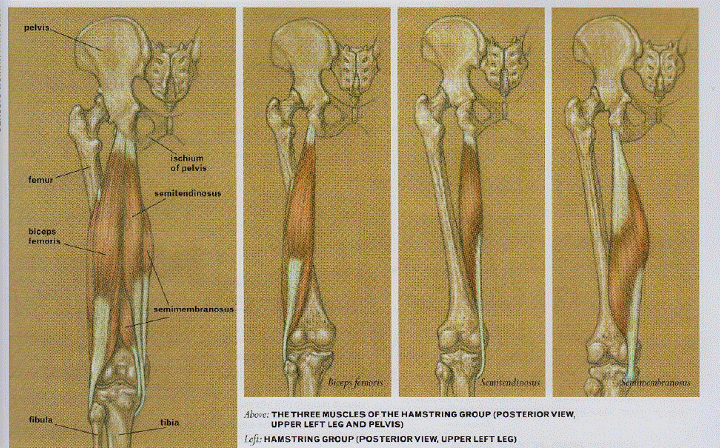 pelvis
ischium
of pelvis
femur
semitendinosus
biceps
femoris
semimembranosus
fibula
tibia
Biceps femoris
Semitendinosus
Semimembranosus
Above: THE THREE MUSCLES OF THE HAMSTRING GROUP (POSTERIOR VIEW,
UPPER LEFT LEG AND PELVIS)
Left: HAMSTRING GROUP (POSTERIOR VIEW, UPPER LEFT LEG)